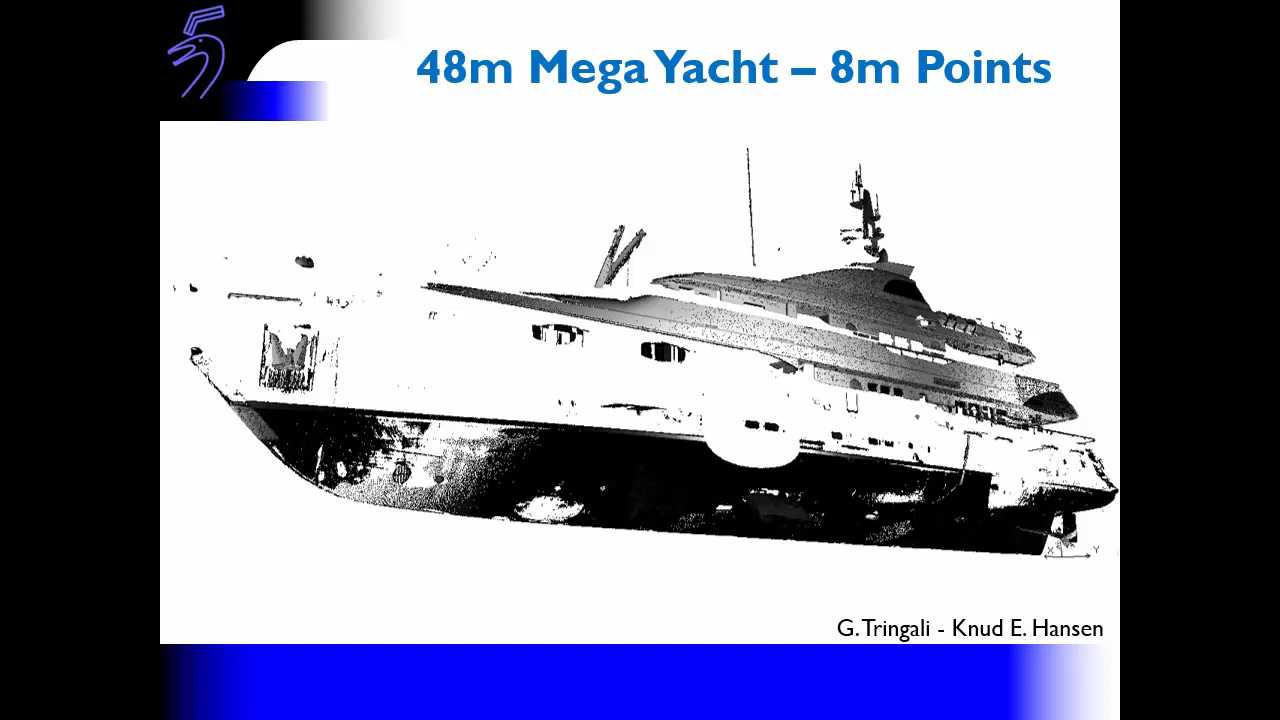 48m Mega Yacht – 8m Points
X Y
G. Tringali - Knud E. Hansen